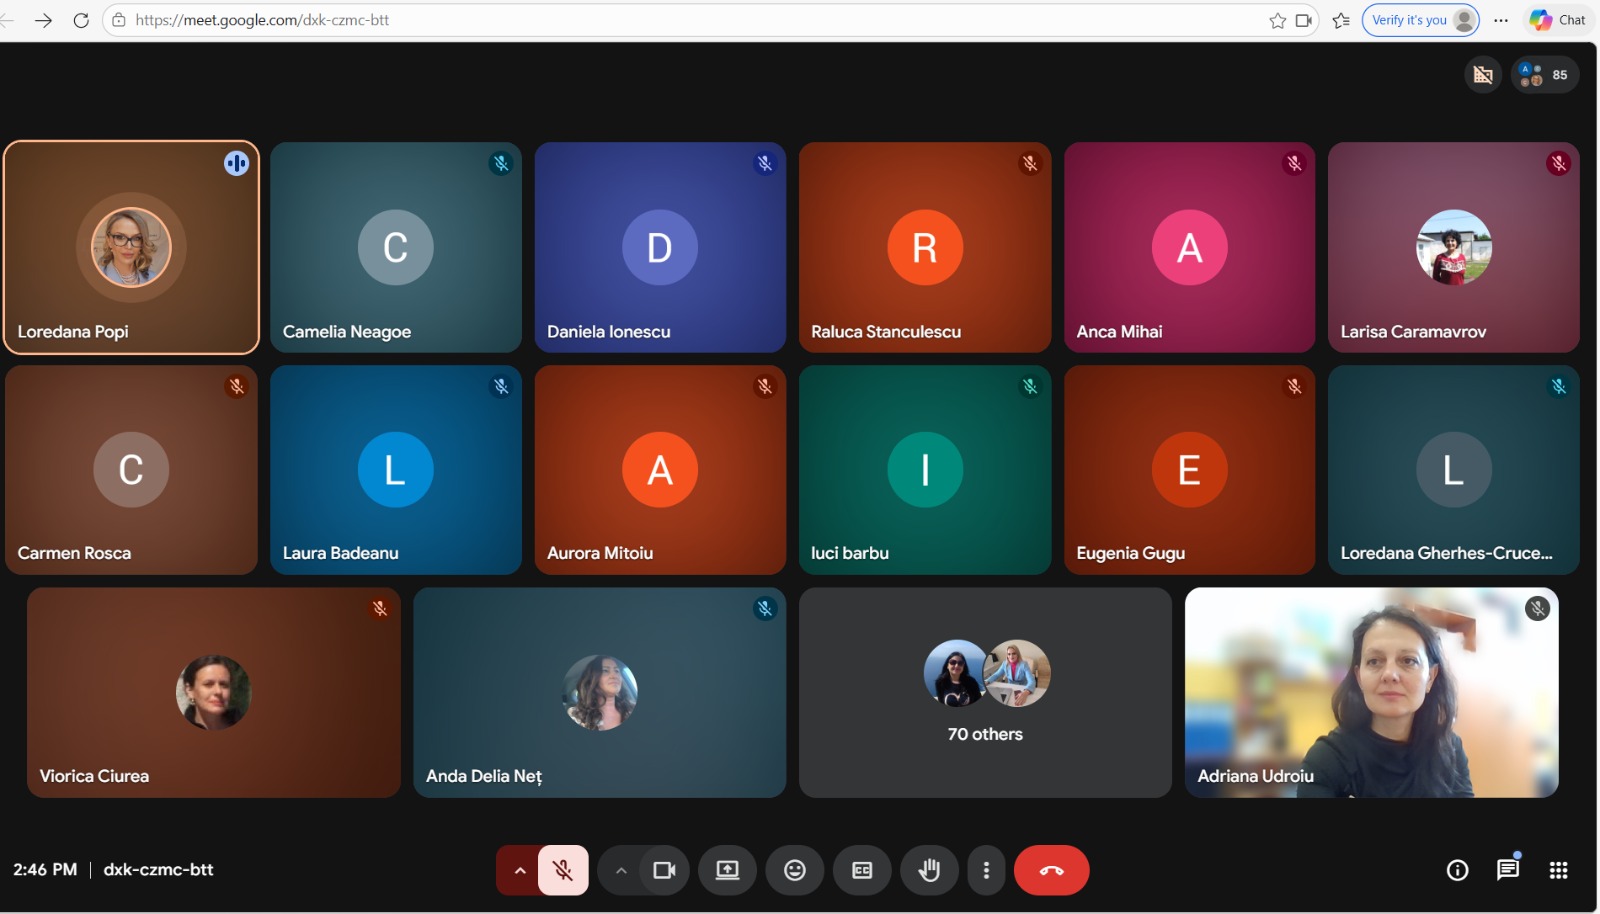 https://meet.google.com/dxk-czmc-btt
Verify it's you
Chat
A
85
Loredana Popi
C
Camelia Neagoe
D
Daniela Ionescu
R
Raluca Stanculescu
A
Anca Mihai
Larisa Caramavrov
C
Carmen Rosca
L
Laura Badeanu
A
Aurora Mitoiu
I
Iuci barbu
E
Eugenia Gugu
L
Loredana Gherhes-Cruce...
Viorica Ciurea
Anda Delia Neț
70 others
Adriana Udroiu
2:46 PM
dxk-czmc-btt
CC